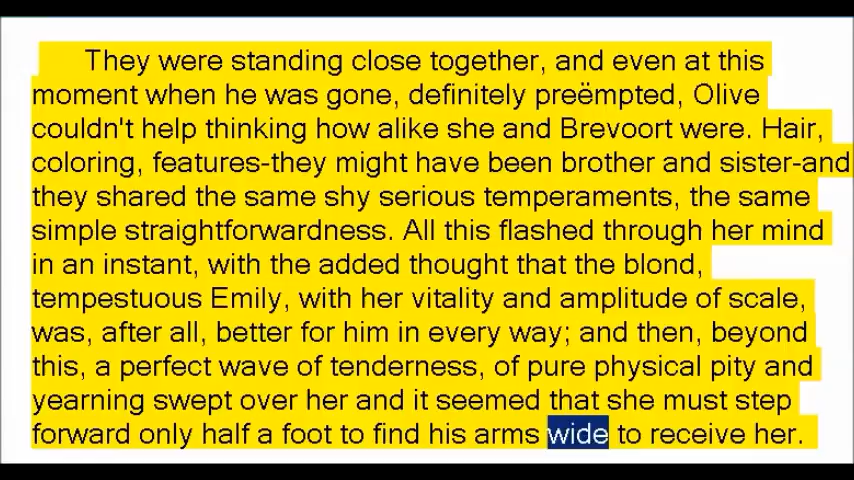 They were standing close together, and even at this
moment when he was gone, definitely preëmpted, Olive
couldn't help thinking how alike she and Brevoort were. Hair,
coloring, features-they might have been brother and sister-and
they shared the same shy serious temperaments, the same
simple straightforwardness. All this flashed through her mind
in an instant, with the added thought that the blond,
tempestuous Emily, with her vitality and amplitude of scale,
was, after all, better for him in every way; and then, beyond
this, a perfect wave of tenderness, of pure physical pity and
yearning swept over her and it seemed that she must step
forward only half a foot to find his arms wide to receive her.